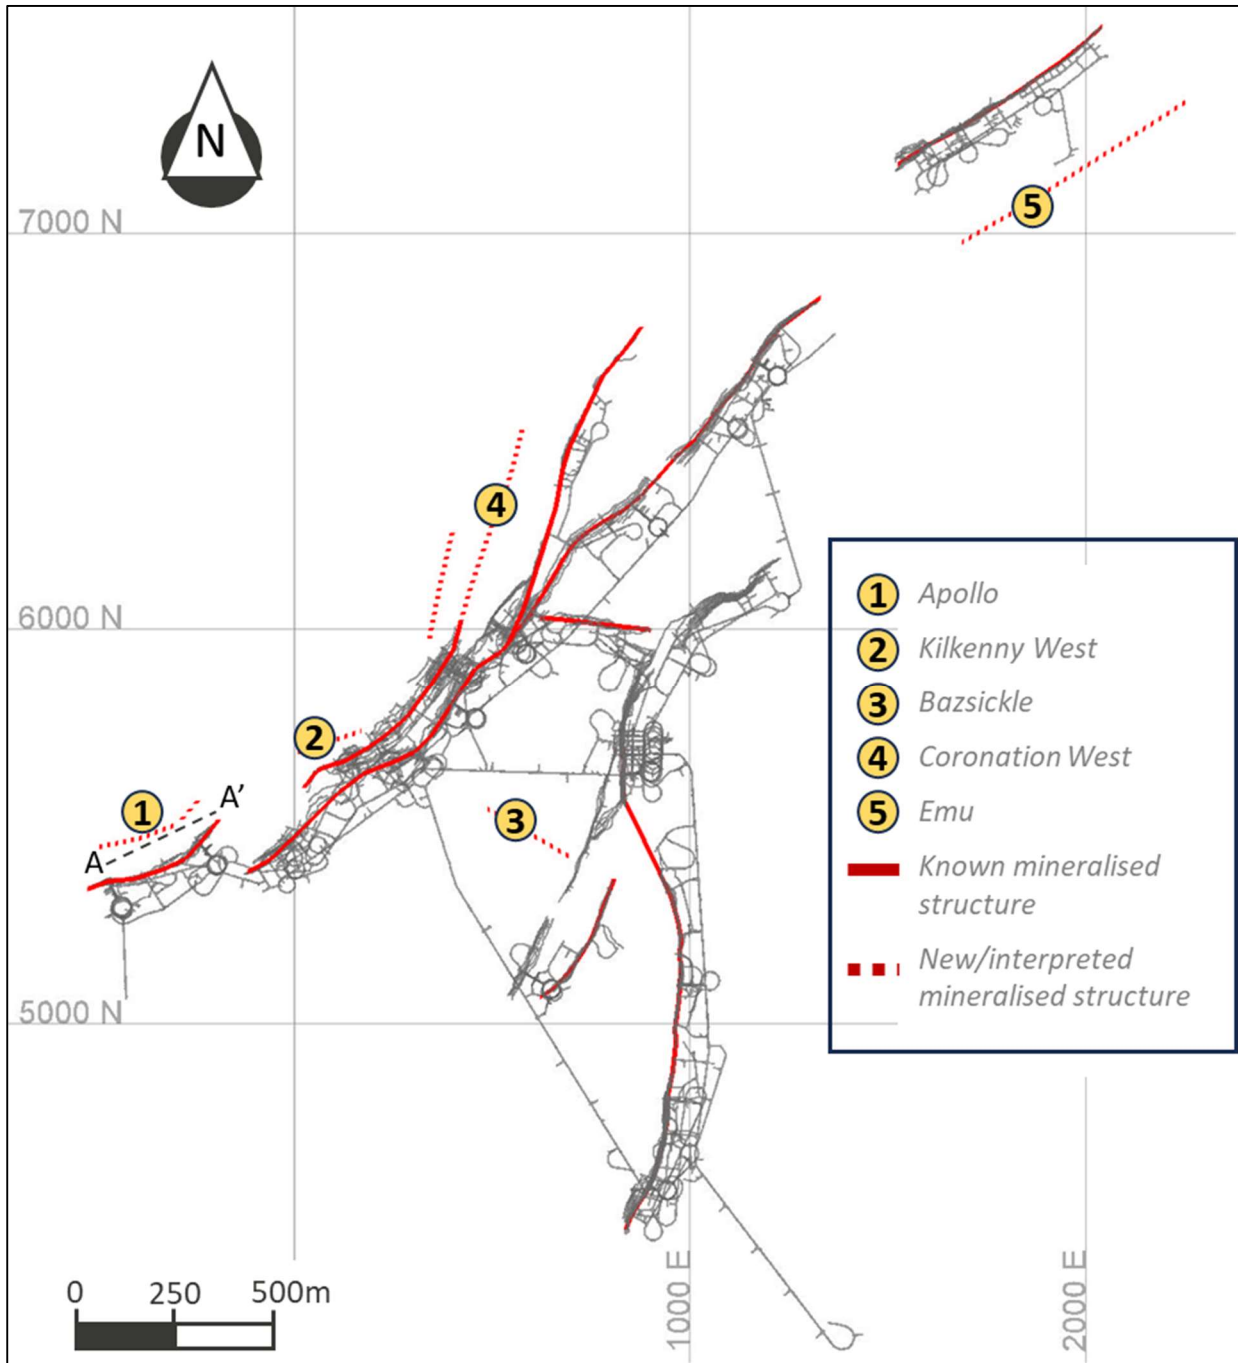 N
7000 N
5
4
6000 N
2
1
A'
A
3
5000 N
1 Apollo
2 Kilkenny West
3 Bazsickle
4 Coronation West
5 Emu
Known mineralised
structure
New/interpreted
mineralised structure
1000 E
2000 E
0 250 500m